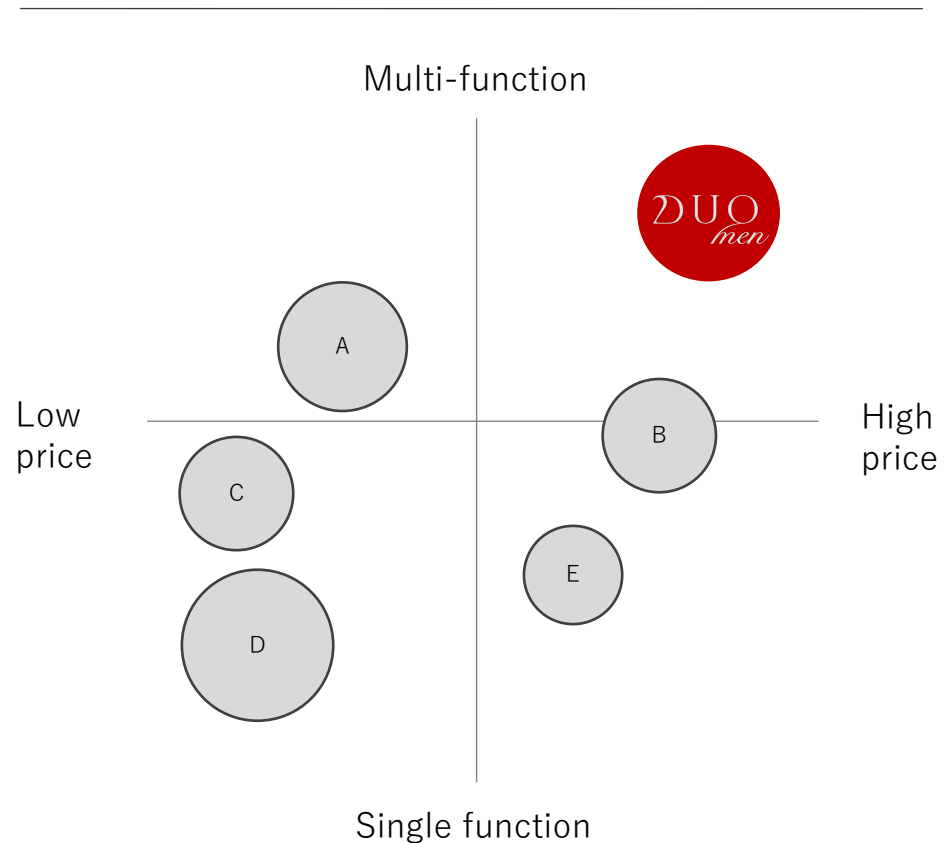 Multi-function
DUO
men
A
Low
price
High
price
B
C
E
D
Single function